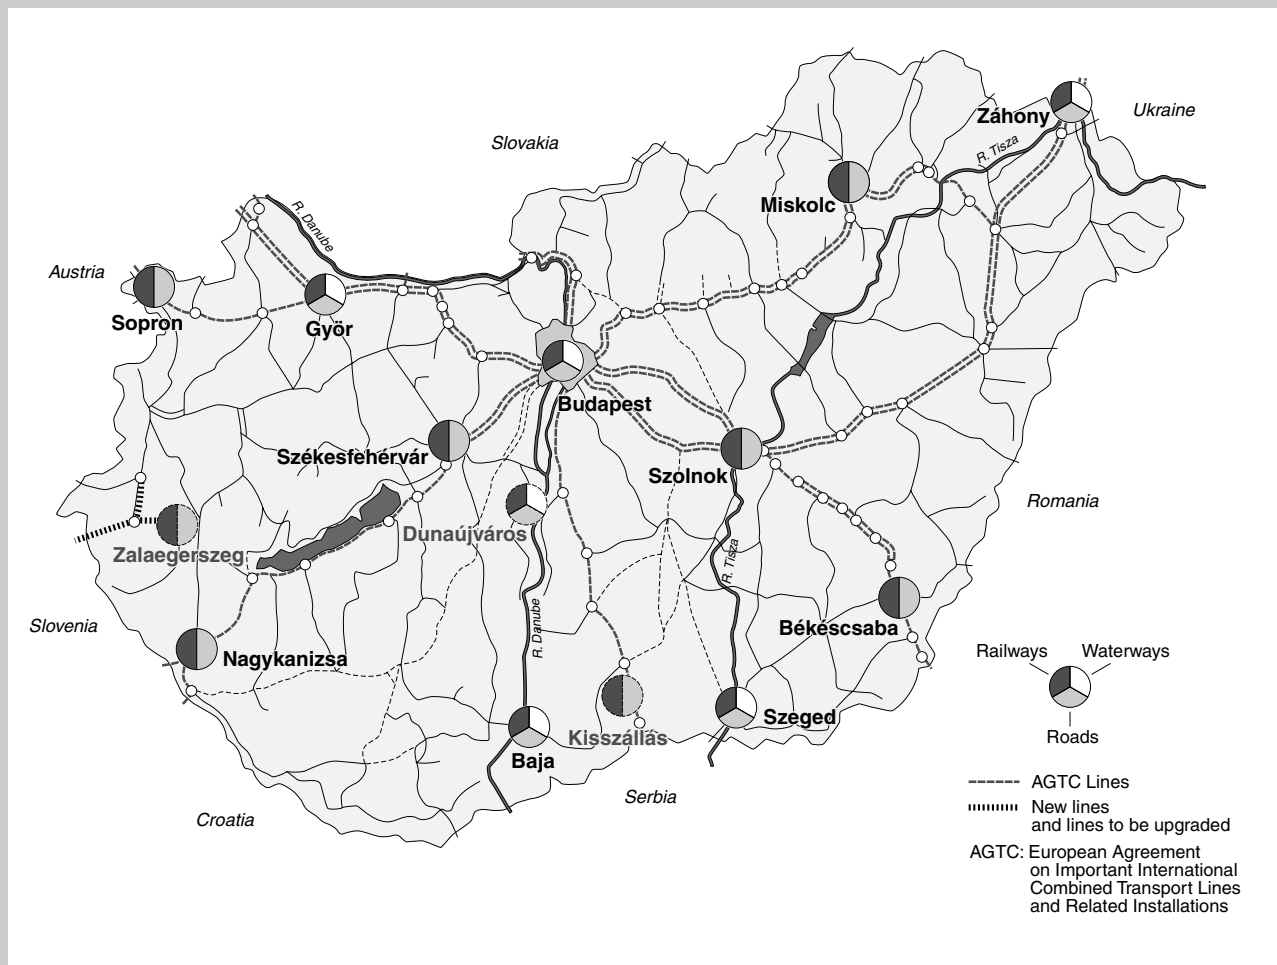 Záhony
Ukraine
Slovakia
R. Tisza
Miskolc
R. Danube
Austria
Sopron
Györ
Budapest
Székesfehérvár
Szolnok
Romania
Dunaújváros
Zalaegerszeg
R. Tisza
R. Danube
Slovenia
Békéscsaba
Nagykanizsa
Railways
Waterways
Szeged
Kisszállás
Roads
Baja
AGTC Lines
Serbia
New lines
and lines to be upgraded
Croatia
AGTC: European Agreement
on Important International
Combined Transport Lines
and Related Installations